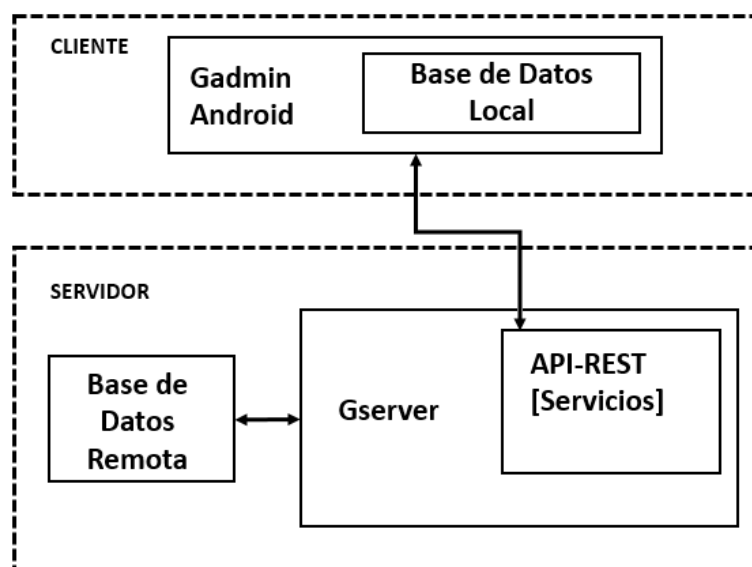 CLIENTE
Gadmin
Android
Base de Datos
Local
SERVIDOR
Base de
Datos
Remota
Gserver
API-REST
[Servicios]